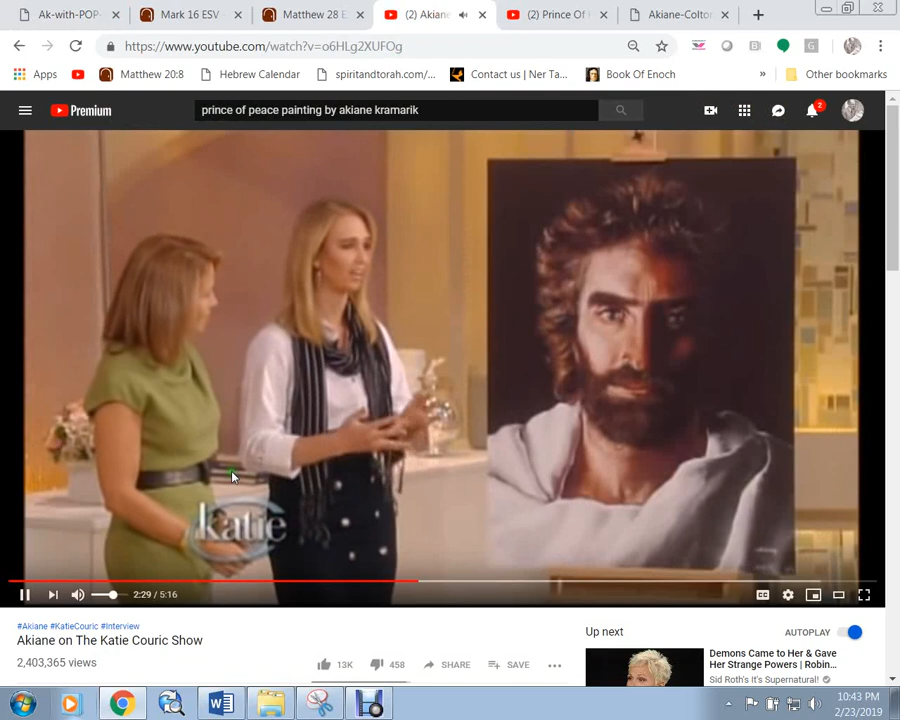 Ak-with-POP-
Mark 16 ESV
Matthew 28 E
(2) Akiane
(2) Prince Of
Akiane-Colto
https://www.youtube.com/watch?v=o6HLg2XUFOg
Apps
Matthew 20:8
Hebrew Calendar
spiritandtorah.com/...
Contact us | Ner Ta...
Book Of Enoch
»
Other bookmarks
Premium
prince of peace painting by akiane kramarik
2
katie
2:29 / 5:16
CC
#Akiane #KatieCouric #Interview
Akiane on The Katie Couric Show
2,403,365 views
13K
458
SHARE
SAVE
Up next
AUTOPLAY
Demons Came to Her & Gave
Her Strange Powers | Robin...
Sid Roth's It's Supernatural!
10:43 PM
2/23/2019